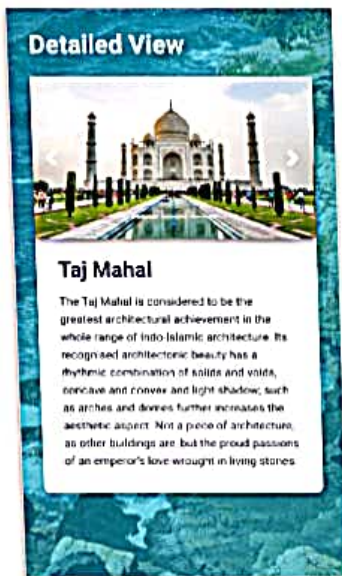 Detailed View
Taj Mahal
The Taj Mahal is considered to be the
greatest architectural achievement in the
whole range of Indo-Islamic architecture. Its
recognised architectonic beauty has a
rhythmic combination of solids and voids,
concave and convex and light shadow; such
as arches and domes further increases the
aesthetic aspect. Not a piece of architecture,
as other buildings are, but the proud passions
of an emperor's love wrought in living stones.